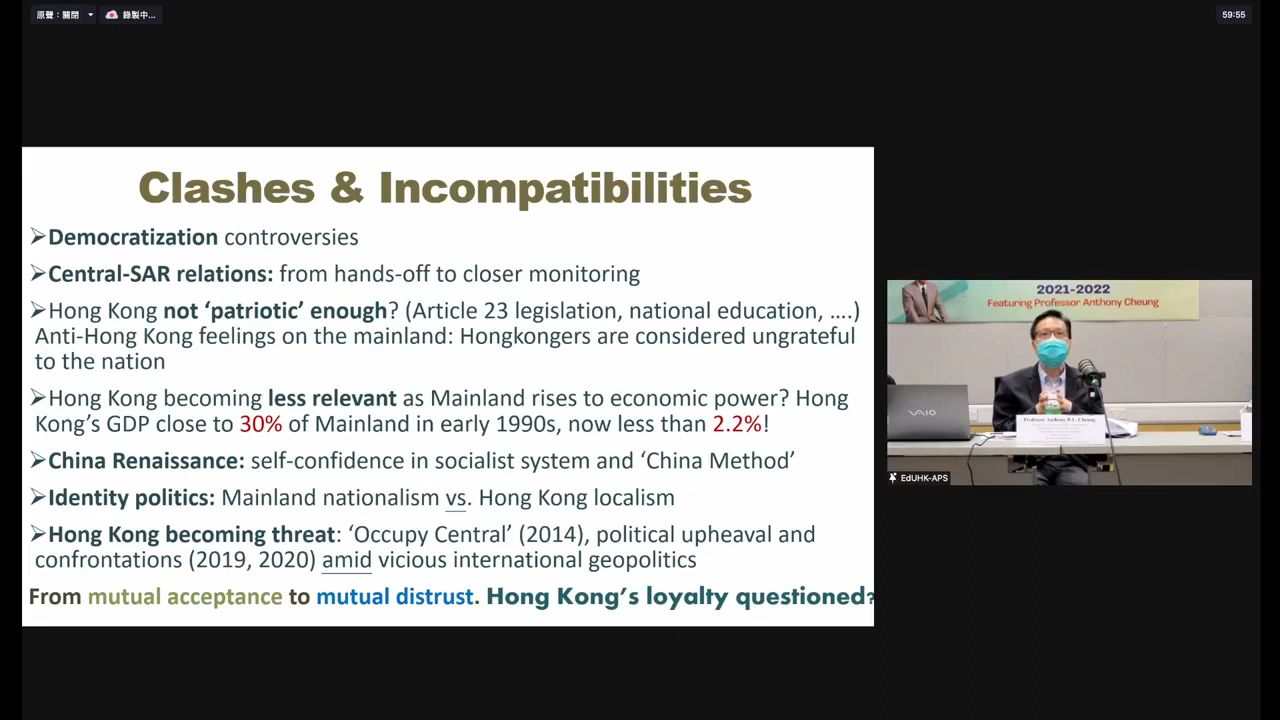 原聲：關閉
錄製中...
59:55
Clashes & Incompatibilities
➢Democratization controversies
➢Central-SAR relations: from hands-off to closer monitoring
➢Hong Kong not ‘patriotic’ enough? (Article 23 legislation, national education, ….)
Anti-Hong Kong feelings on the mainland: Hongkongers are considered ungrateful
to the nation
➢Hong Kong becoming less relevant as Mainland rises to economic power? Hong
Kong’s GDP close to 30% of Mainland in early 1990s, now less than 2.2%!
➢China Renaissance: self-confidence in socialist system and ‘China Method’
➢Identity politics: Mainland nationalism vs. Hong Kong localism
➢Hong Kong becoming threat: ‘Occupy Central’ (2014), political upheaval and
confrontations (2019, 2020) amid vicious international geopolitics
From mutual acceptance to mutual distrust. Hong Kong’s loyalty questioned?
2021-2022
Featuring Professor Anthony Cheung
VAIO
Professor Anthony B.L. Cheung
EdUHK-APS